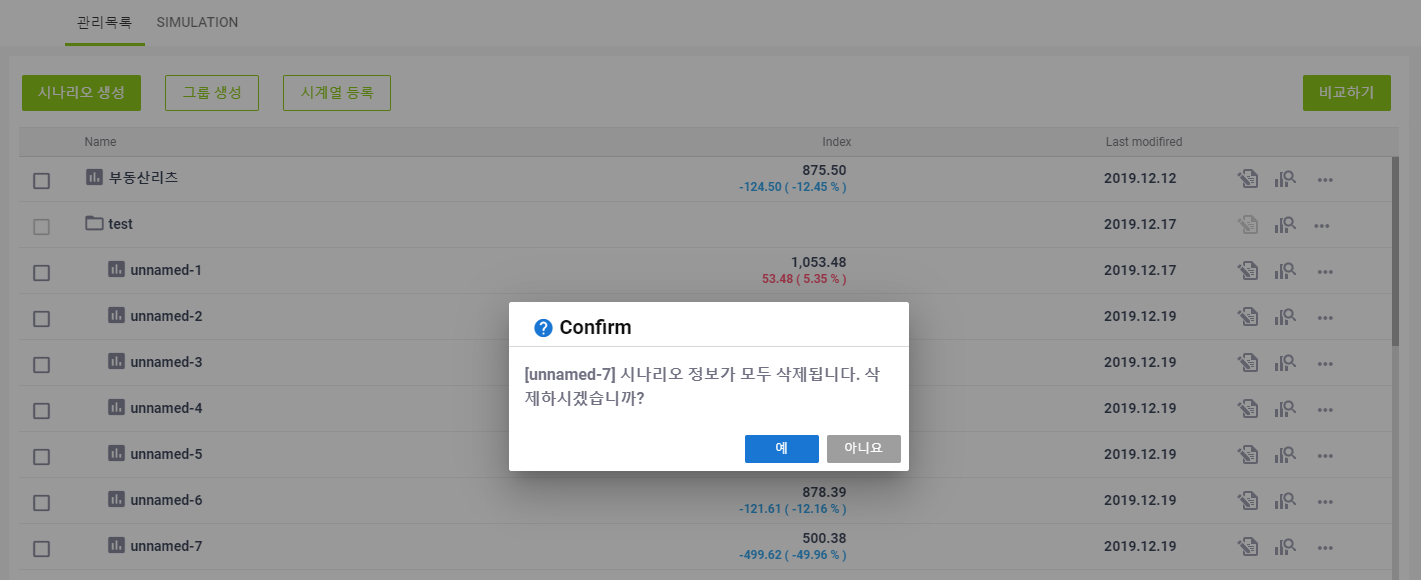 관리목록 SIMULATION
시나리오 생성 그룹 생성 시계열 등록 비교하기
Name Index Last modifired
부동산리츠 875.50 2019.12.12
-124.50 ( -12.45 % )
test 2019.12.17
unnamed-1 1,053.48 2019.12.17
53.48 ( 5.35 % )
unnamed-2 2019.12.19
unnamed-3 2019.12.19
unnamed-4 2019.12.19
unnamed-5 2019.12.19
unnamed-6 878.39 2019.12.19
-121.61 ( -12.16 % )
unnamed-7 500.38 2019.12.19
-499.62 ( -49.96 % )
? Confirm
[unnamed-7] 시나리오 정보가 모두 삭제됩니다. 삭
제하시겠습니까?
예 아니요